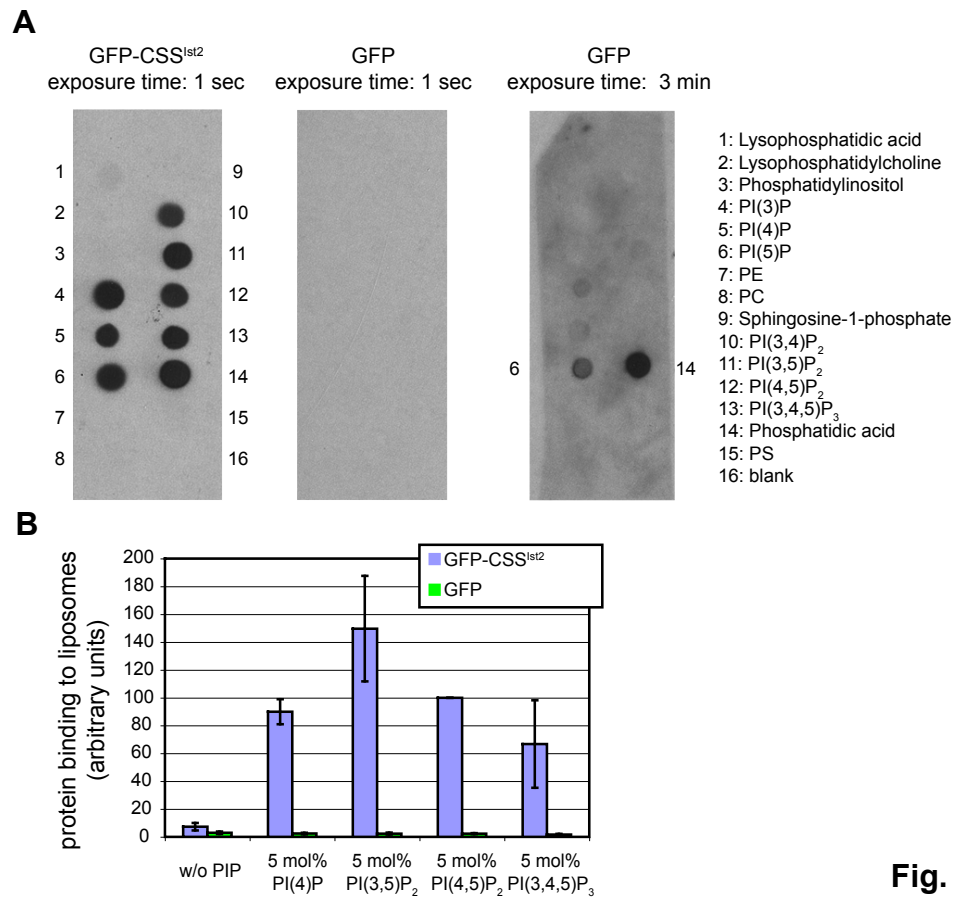 A
GFP-CSS^Ist2
exposure time: 1 sec
GFP
exposure time: 1 sec
GFP
exposure time: 3 min
1
2
3
4
5
6
7
8
9
10
11
12
13
14
15
16
6
14
1: Lysophosphatidic acid
2: Lysophosphatidylcholine
3: Phosphatidylinositol
4: PI(3)P
5: PI(4)P
6: PI(5)P
7: PE
8: PC
9: Sphingosine-1-phosphate
10: PI(3,4)P₂
11: PI(3,5)P₂
12: PI(4,5)P₂
13: PI(3,4,5)P₃
14: Phosphatidic acid
15: PS
16: blank
B
protein binding to liposomes
(arbitrary units)
200
180
160
140
120
100
80
60
40
20
0
GFP-CSS^Ist2
GFP
w/o PIP
5 mol%
PI(4)P
5 mol%
PI(3,5)P₂
5 mol%
PI(4,5)P₂
5 mol%
PI(3,4,5)P₃
Fig.